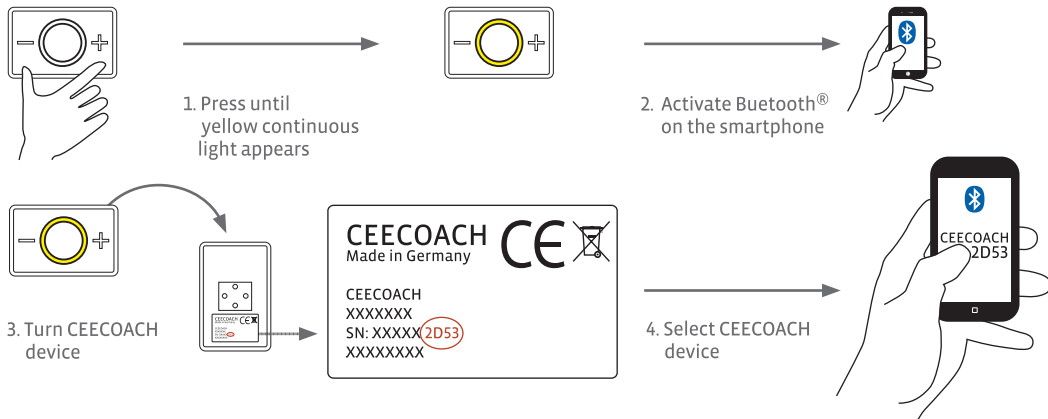 1. Press until
yellow continuous
light appears
2. Activate Buetooth®
on the smartphone
3. Turn CEECOACH
device
CEECOACH
Made in Germany
CE
CEECOACH
XXXXXXX
SN: XXXXX2D53
XXXXXXXX
4. Select CEECOACH
device
CEECOACH
2D53